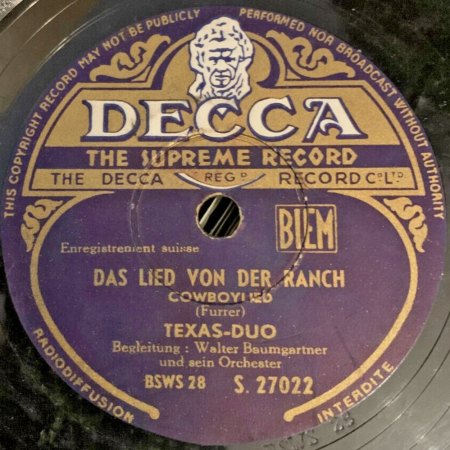 THIS COPYRIGHT RECORD MAY NOT BE PUBLICLY PERFORMED NOR BROADCAST WITHOUT AUTHORITY
DECCA
THE SUPREME RECORD
THE DECCA REGD RECORD CO LTD.
BIEM
Enregistrement suisse
DAS LIED VON DER RANCH
COWBOYLIED
(Furrer)
TEXAS-DUO
Begleitung : Walter Baumgartner
und sein Orchester
BSWS 28 S. 27022
RADIODIFFUSION INTERDITE